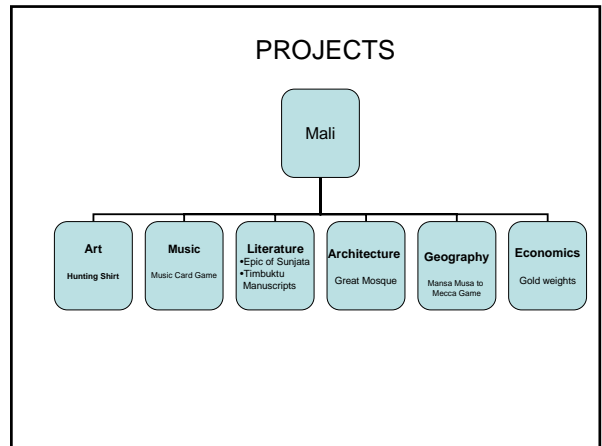 PROJECTS
Mali
Art
Hunting Shirt
Music
Music Card Game
Literature
•Epic of Sunjata
•Timbuktu
Manuscripts
Architecture
Great Mosque
Geography
Mansa Musa to
Mecca Game
Economics
Gold weights